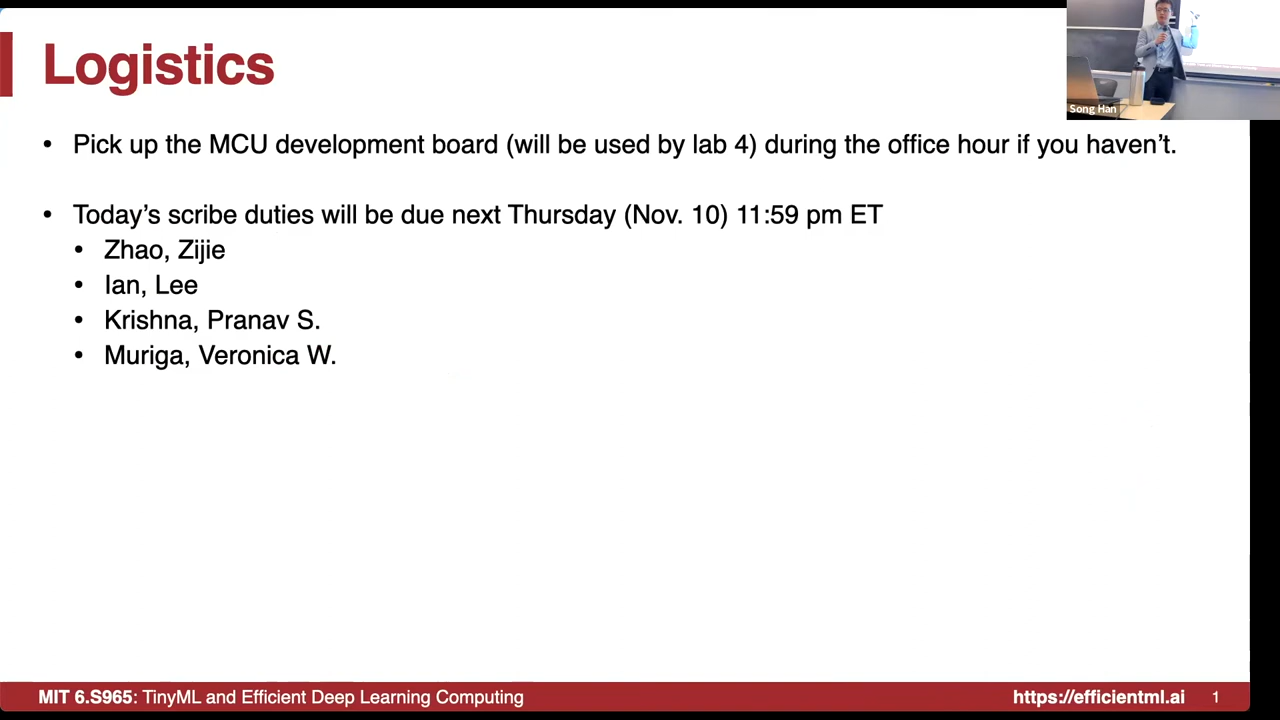 Logistics
Song Han
• Pick up the MCU development board (will be used by lab 4) during the office hour if you haven’t.
• Today’s scribe duties will be due next Thursday (Nov. 10) 11:59 pm ET
• Zhao, Zijie
• Ian, Lee
• Krishna, Pranav S.
• Muriga, Veronica W.
MIT 6.S965: TinyML and Efficient Deep Learning Computing
https://efficientml.ai 1